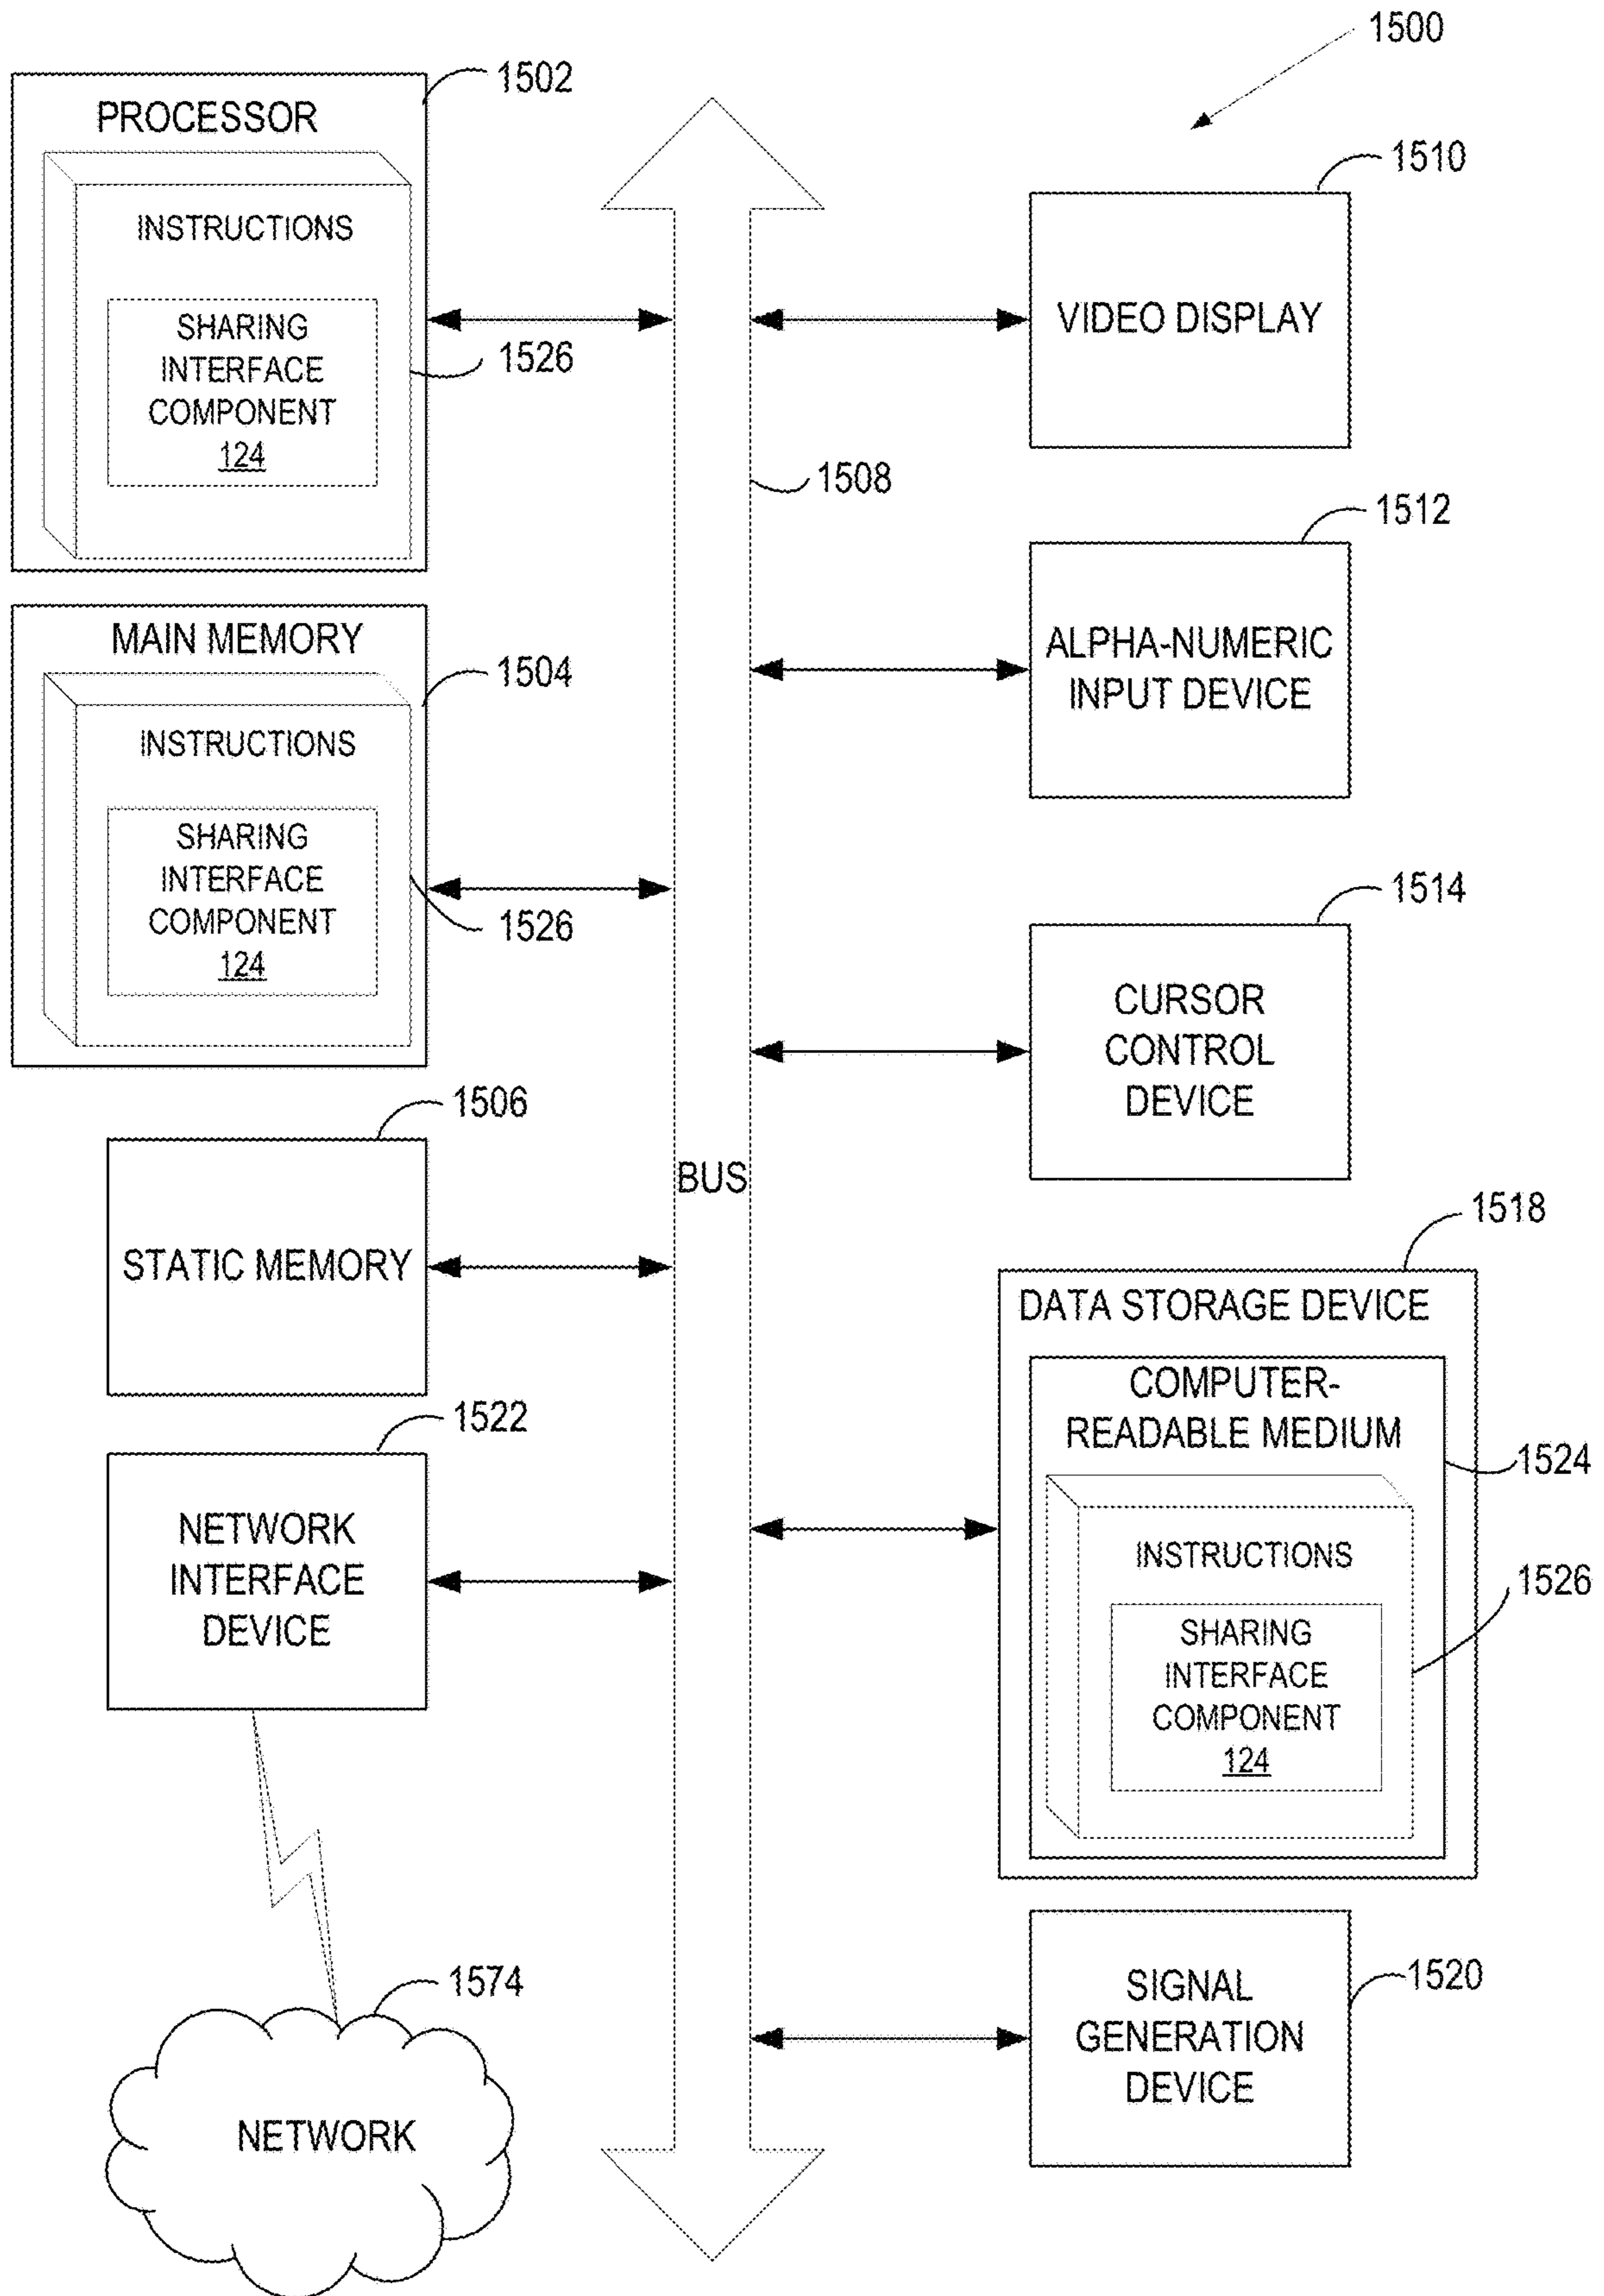 1500
1502
PROCESSOR
INSTRUCTIONS
SHARING
INTERFACE
COMPONENT
124
1526
MAIN MEMORY
1504
INSTRUCTIONS
SHARING
INTERFACE
COMPONENT
124
1526
1506
STATIC MEMORY
1522
NETWORK
INTERFACE
DEVICE
1574
NETWORK
1508
BUS
1510
VIDEO DISPLAY
1512
ALPHA-NUMERIC
INPUT DEVICE
1514
CURSOR
CONTROL
DEVICE
1518
DATA STORAGE DEVICE
COMPUTER-
READABLE MEDIUM
1524
INSTRUCTIONS
1526
SHARING
INTERFACE
COMPONENT
124
1520
SIGNAL
GENERATION
DEVICE